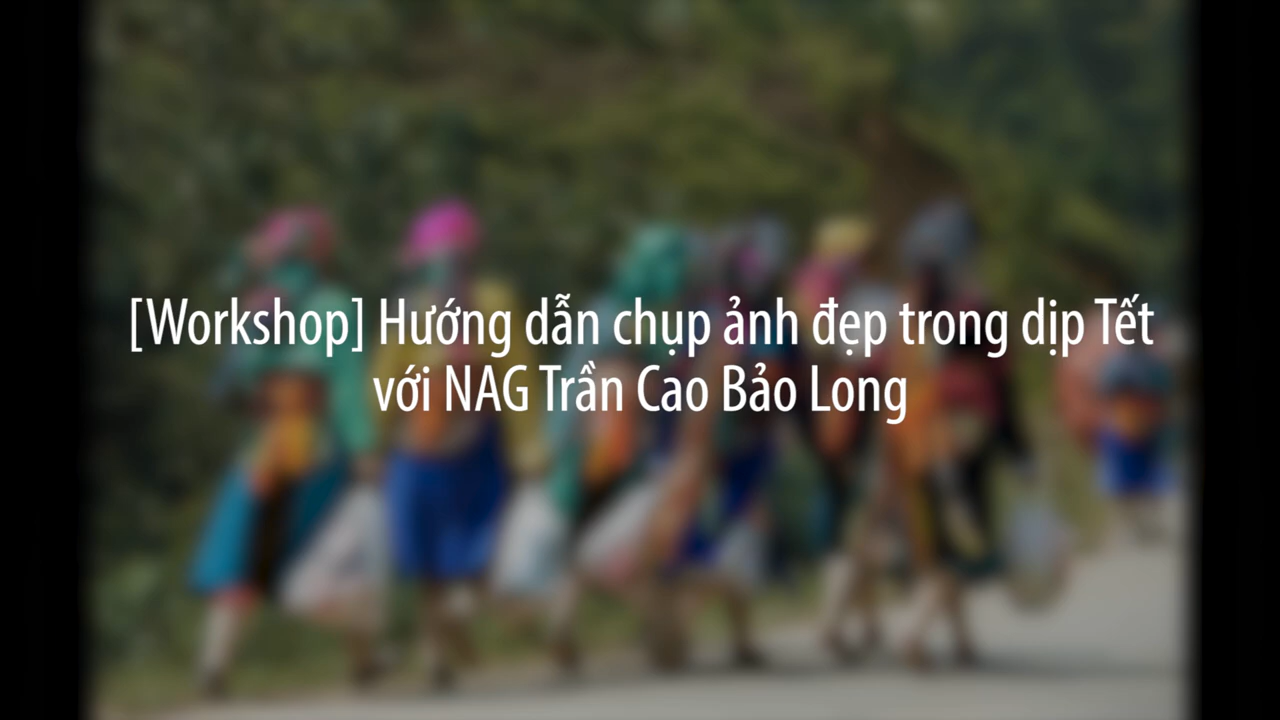 [Workshop] Hướng dẫn chụp ảnh đẹp trong dịp Tết
với NAG Trần Cao Bảo Long